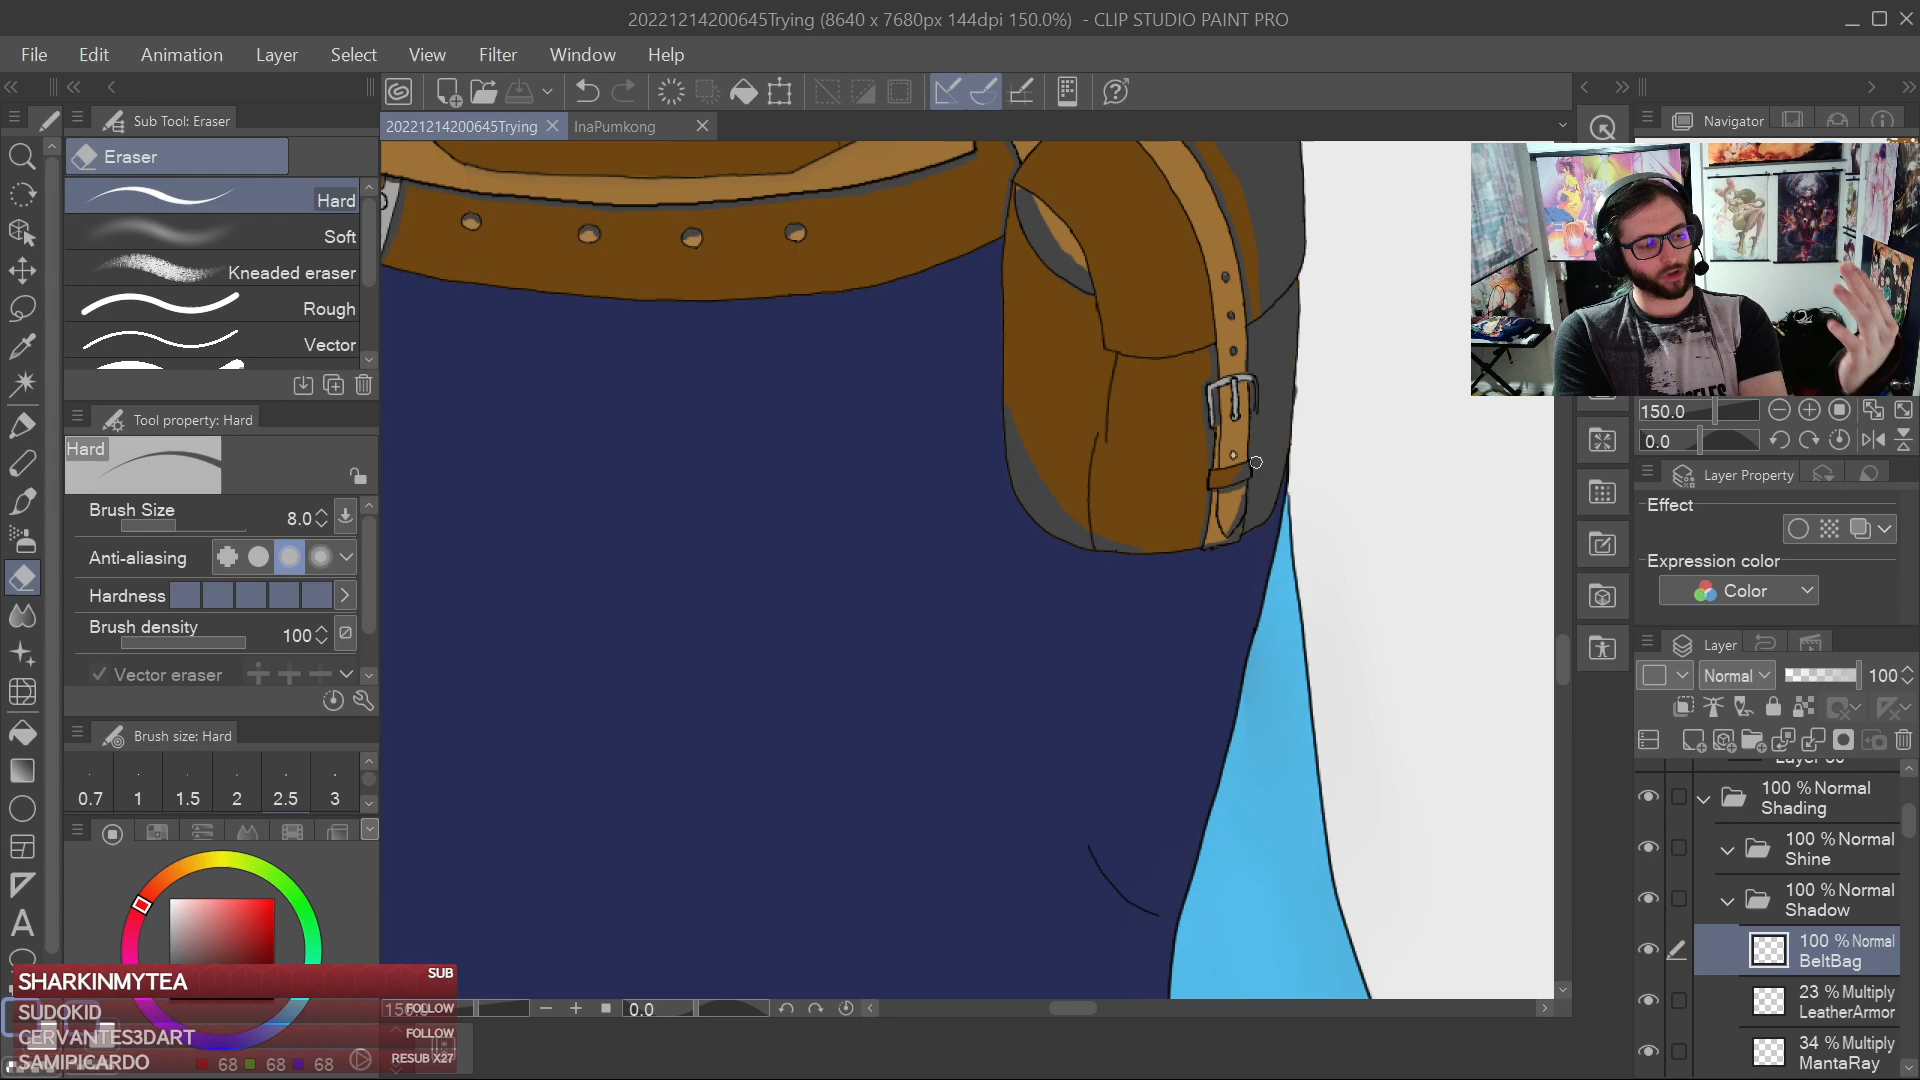 20221214200645Trying (8640 x 7680px 144dpi 150.0%) - CLIP STUDIO PAINT PRO
File Edit Animation Layer Select View Filter Window Help
Sub Tool: Eraser
20221214200645Trying InaPumkong
Navigator
Eraser
Hard
Soft
Kneaded eraser
Rough
Vector
Tool property: Hard
Hard
Brush Size 8.0
Anti-aliasing
Hardness
Brush density 100
Vector eraser
Brush size: Hard
0.7 1 1.5 2 2.5 3
150.0
0.0
Layer Property
Effect
Expression color
Color
Layer
Normal 100
100 % Normal
Shading
100 % Normal
Shine
100 % Normal
Shadow
100 % Normal
BeltBag
23 % Multiply
LeatherArmor
34 % Multiply
MantaRay
SHARKINMYTEA SUB
SUDOKID FOLLOW
CERVANTES3DART FOLLOW
SAMIPICARDO RESUB X27
68 68 68
0.0